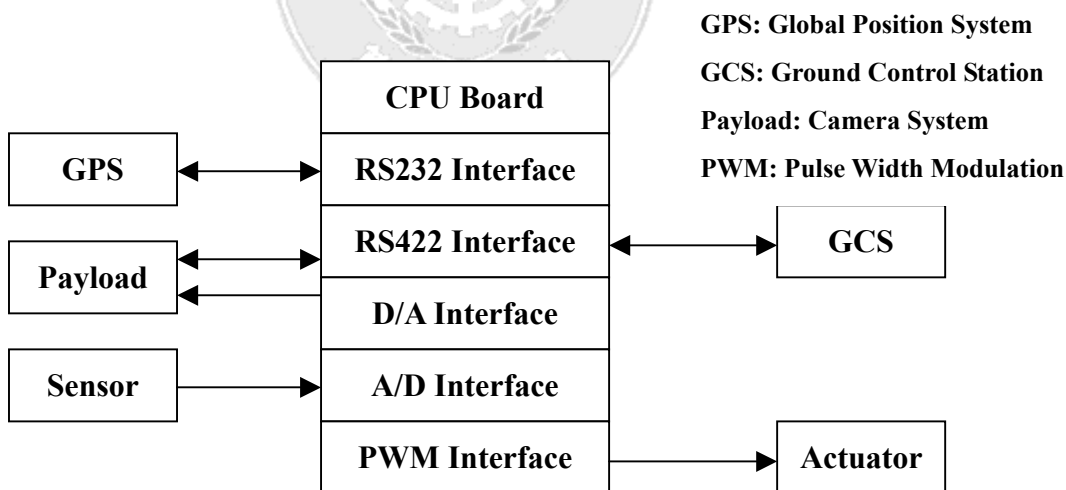 GPS: Global Position System
GCS: Ground Control Station
Payload: Camera System
PWM: Pulse Width Modulation
CPU Board
GPS
RS232 Interface
RS422 Interface
GCS
Payload
D/A Interface
Sensor
A/D Interface
PWM Interface
Actuator